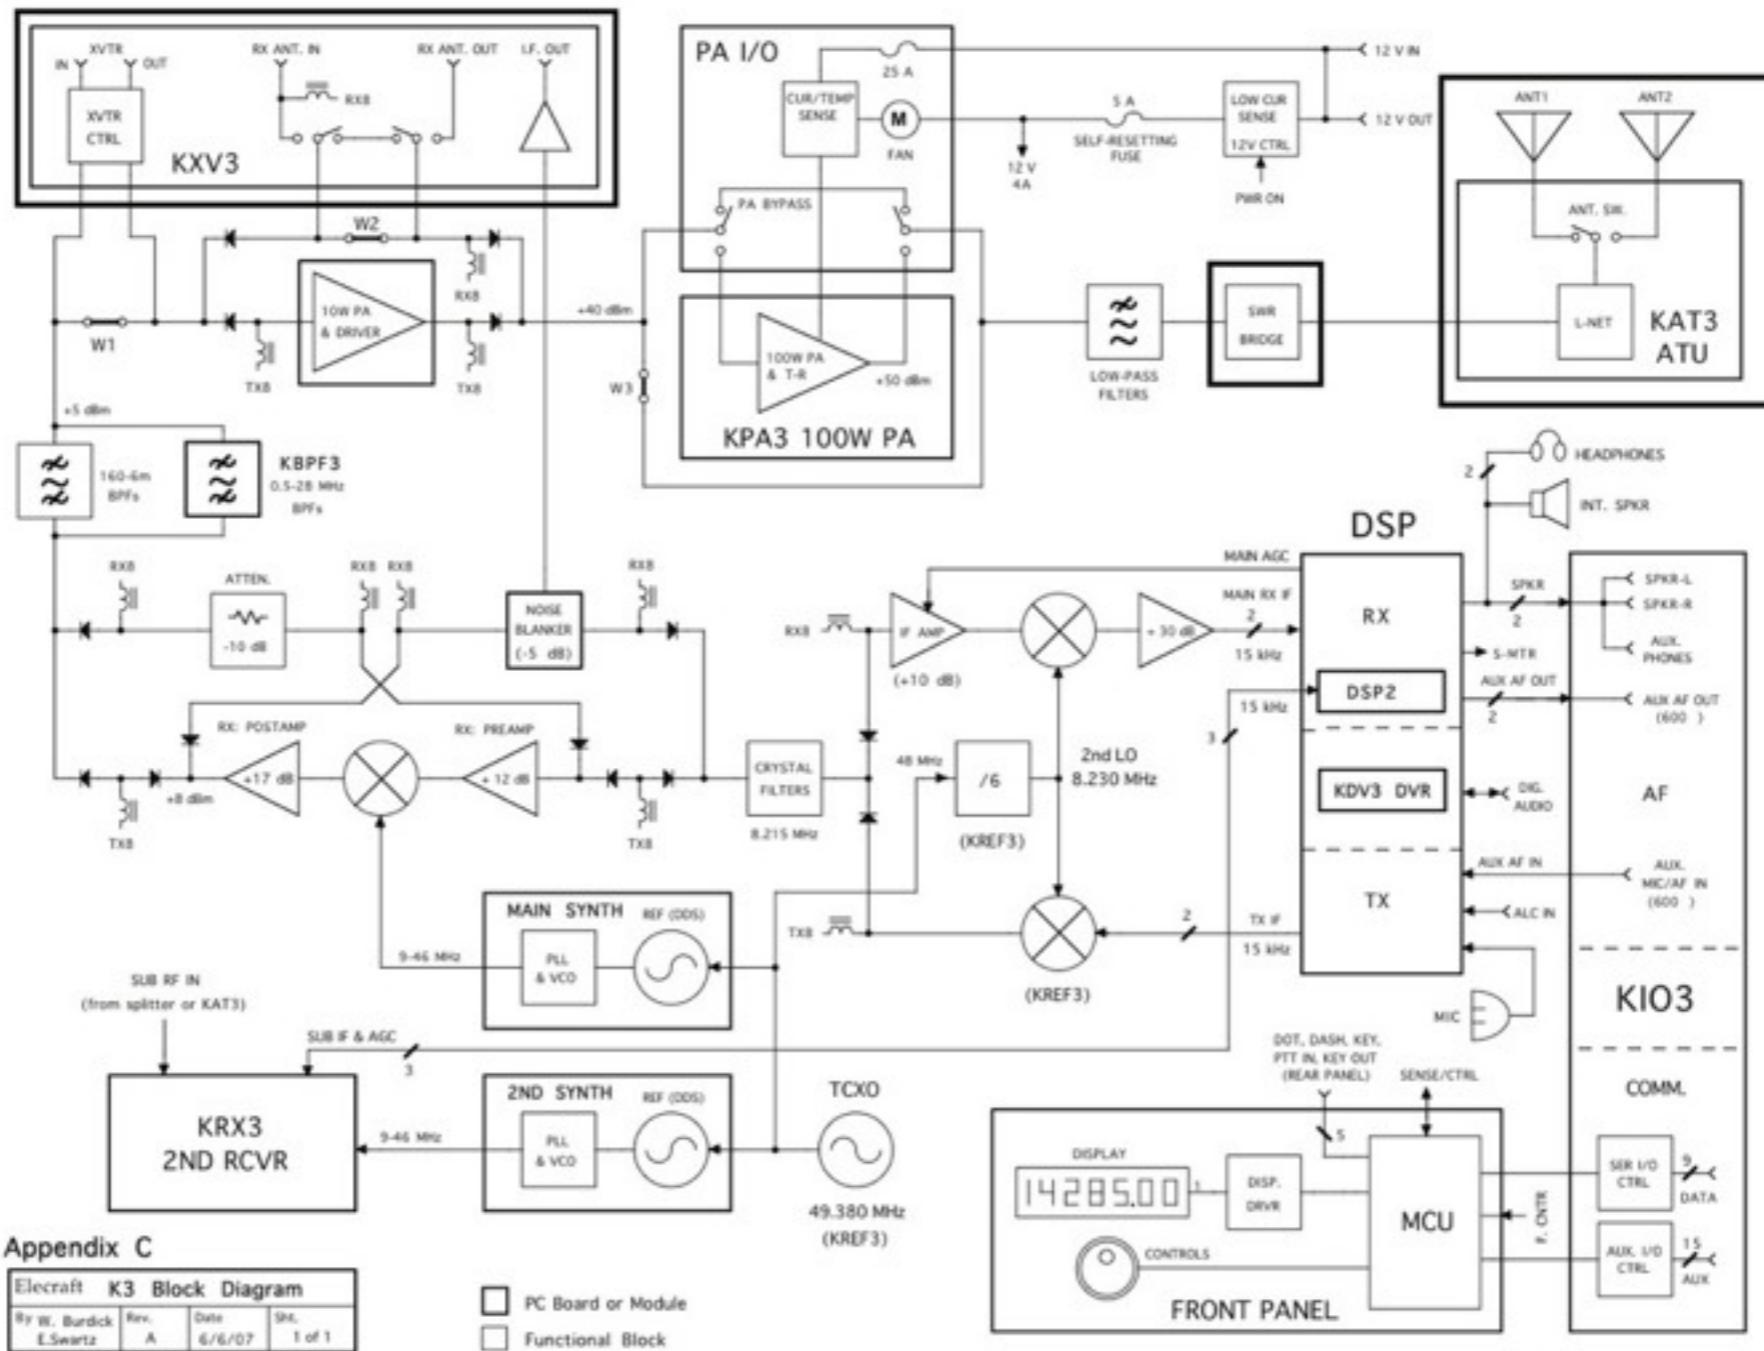 XVTR
IN
OUT
XVTR
CTRL
RX ANT. IN
RX8
RX ANT. OUT
I.F. OUT
KXV3
PA I/O
25 A
CUR/TEMP
SENSE
M
FAN
PA BYPASS
12 V
4A
5 A
SELF-RESETTING
FUSE
LOW CUR
SENSE
12V CTRL
PWR ON
12 V IN
12 V OUT
ANT1
ANT2
ANT. SW.
L-NET
KAT3
ATU
W2
RX8
W1
TX8
10W PA
& DRIVER
TX8
+40 dBm
W3
100W PA
& T-R
+50 dBm
KPA3 100W PA
LOW-PASS
FILTERS
SWR
BRIDGE
+5 dBm
160-6m
BPFs
KBPF3
0.5-28 MHz
BPFs
RX8
ATTEN.
-10 dB
RX8
RX8
NOISE
BLANKER
(-5 dB)
RX8
RX: POSTAMP
+17 dB
RX: PREAMP
+ 12 dB
+8 dBm
TX8
TX8
CRYSTAL
FILTERS
8.215 MHz
RX8
IF AMP
(+10 dB)
+ 30 dB
MAIN AGC
MAIN RX IF
2
15 kHz
15 kHz
3
48 MHz
/6
(KREF3)
2nd LO
8.230 MHz
TX8
(KREF3)
2
TX IF
15 kHz
DSP
RX
DSP2
KDV3 DVR
TX
2
HEADPHONES
INT. SPKR
SPKR
2
S-MTR
AUX AF OUT
2
DIG.
AUDIO
AUX AF IN
ALC IN
MIC
SPKR-L
SPKR-R
AUX.
PHONES
AUX AF OUT
(600 )
AF
AUX.
MIC/AF IN
(600 )
KIO3
COMM.
SER I/O
CTRL
9
DATA
AUX. I/O
CTRL
15
AUX
MAIN SYNTH
REF (DDS)
PLL
& VCO
9-46 MHz
SUB RF IN
(from splitter or KAT3)
SUB IF & AGC
3
KRX3
2ND RCVR
9-46 MHz
2ND SYNTH
REF (DDS)
PLL
& VCO
TCXO
49.380 MHz
(KREF3)
DOT, DASH, KEY,
PTT IN, KEY OUT
(REAR PANEL)
5
SENSE/CTRL
DISPLAY
14285.00
1
DISP.
DRVR
MCU
F. CNTR
CONTROLS
FRONT PANEL
Appendix C
Elecraft K3 Block Diagram
By W. Burdick
E.Swartz
Rev.
A
Date
6/6/07
Sht.
1 of 1
PC Board or Module
Functional Block